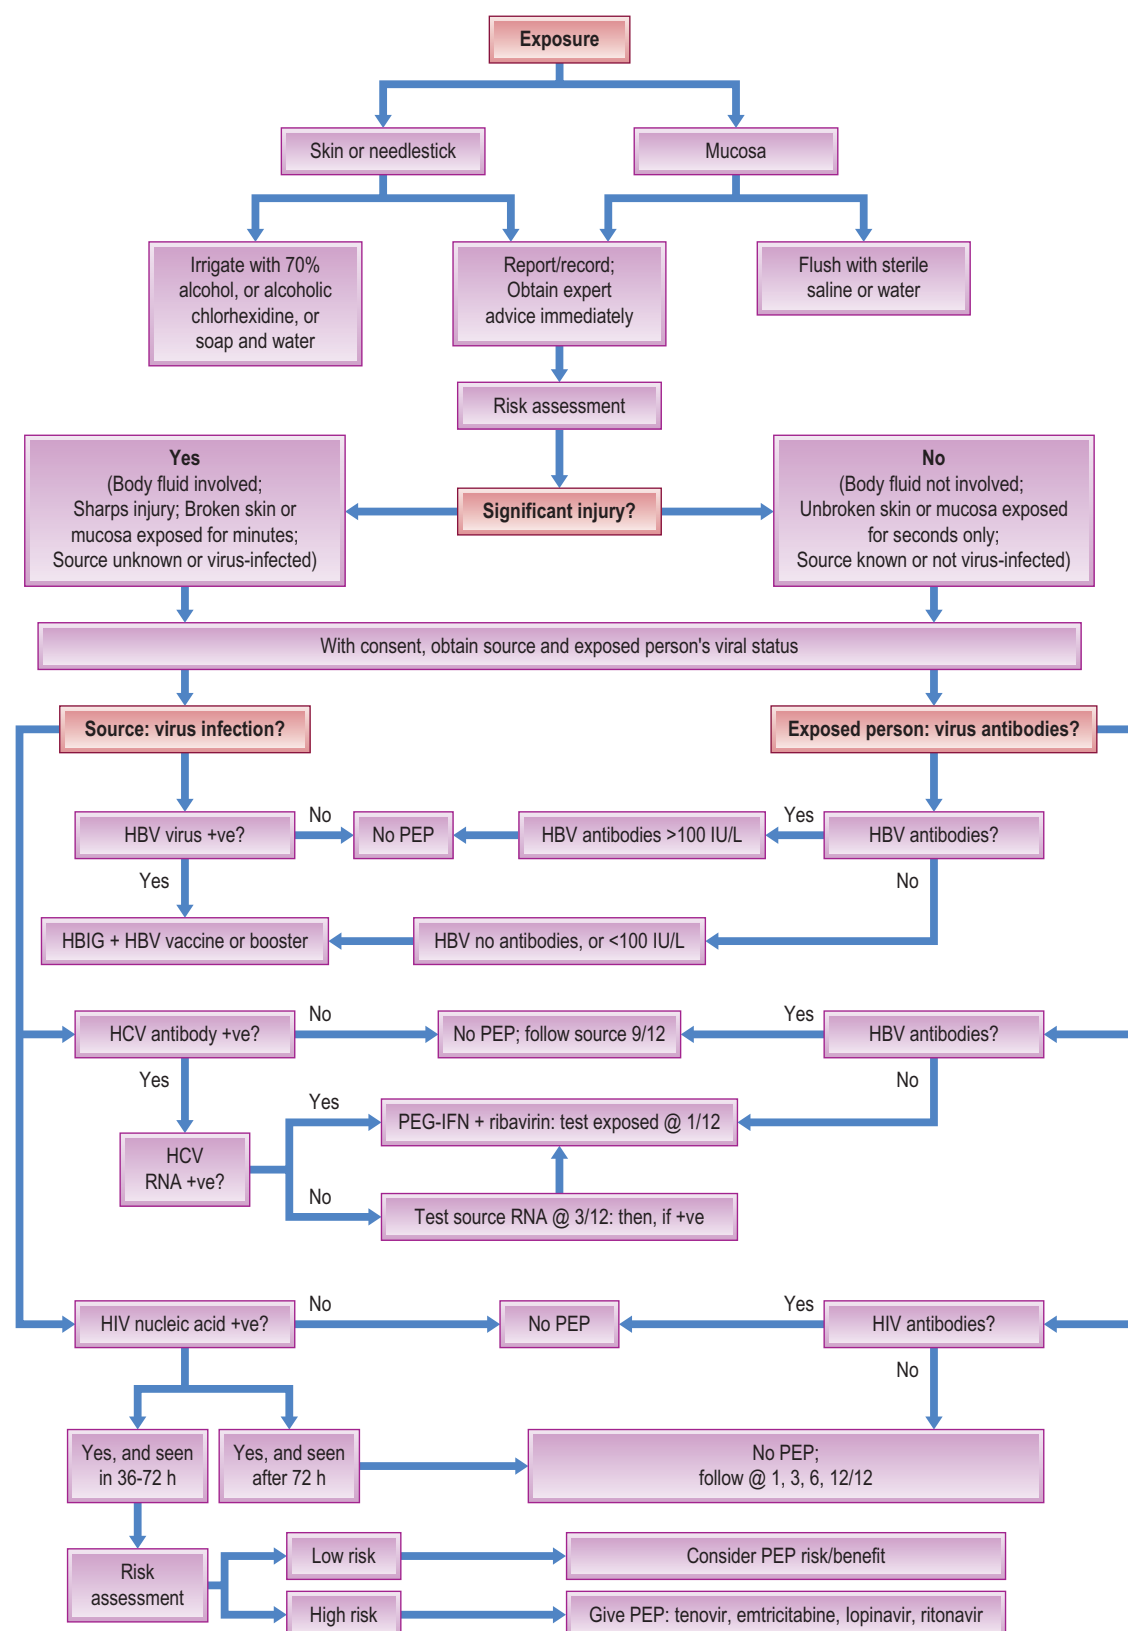 Exposure
Skin or needlestick
Mucosa
Irrigate with 70%
alcohol, or alcoholic
chlorhexidine, or
soap and water
Report/record;
Obtain expert
advice immediately
Flush with sterile
saline or water
Risk assessment
Yes
(Body fluid involved;
Sharps injury; Broken skin or
mucosa exposed for minutes;
Source unknown or virus-infected)
Significant injury?
No
(Body fluid not involved;
Unbroken skin or mucosa exposed
for seconds only;
Source known or not virus-infected)
With consent, obtain source and exposed person's viral status
Source: virus infection?
Exposed person: virus antibodies?
HBV virus +ve?
No
No PEP
HBV antibodies >100 IU/L
Yes
HBV antibodies?
Yes
No
HBIG + HBV vaccine or booster
HBV no antibodies, or <100 IU/L
HCV antibody +ve?
No
No PEP; follow source 9/12
Yes
HBV antibodies?
Yes
No
HCV
RNA +ve?
Yes
PEG-IFN + ribavirin: test exposed @ 1/12
No
Test source RNA @ 3/12: then, if +ve
HIV nucleic acid +ve?
No
No PEP
Yes
HIV antibodies?
No
Yes, and seen
in 36-72 h
Yes, and seen
after 72 h
No PEP;
follow @ 1, 3, 6, 12/12
Risk
assessment
Low risk
Consider PEP risk/benefit
High risk
Give PEP: tenovir, emtricitabine, lopinavir, ritonavir